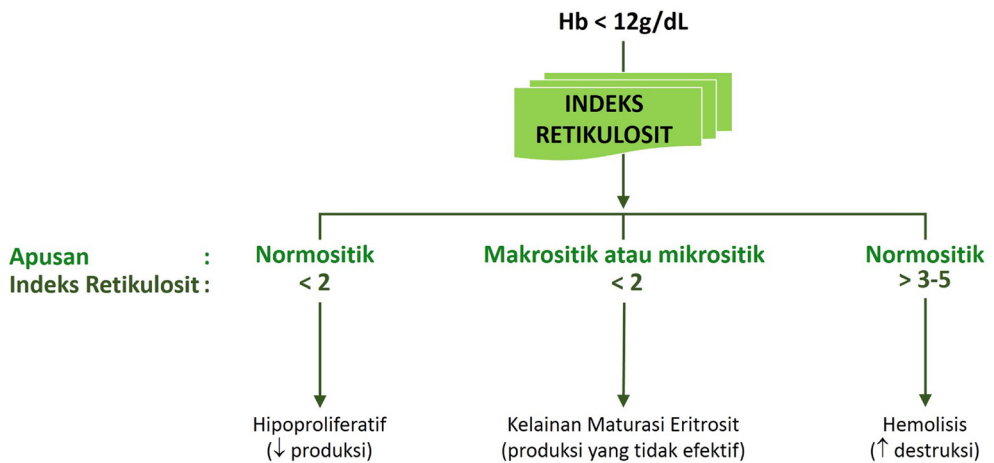 Hb < 12g/dL
INDEKS
RETIKULOSIT
Apusan : Normositik Makrositik atau mikrositik Normositik
Indeks Retikulosit : < 2 < 2 > 3-5
Hipoproliferatif Kelainan Maturasi Eritrosit Hemolisis
(↓ produksi) (produksi yang tidak efektif) (↑ destruksi)